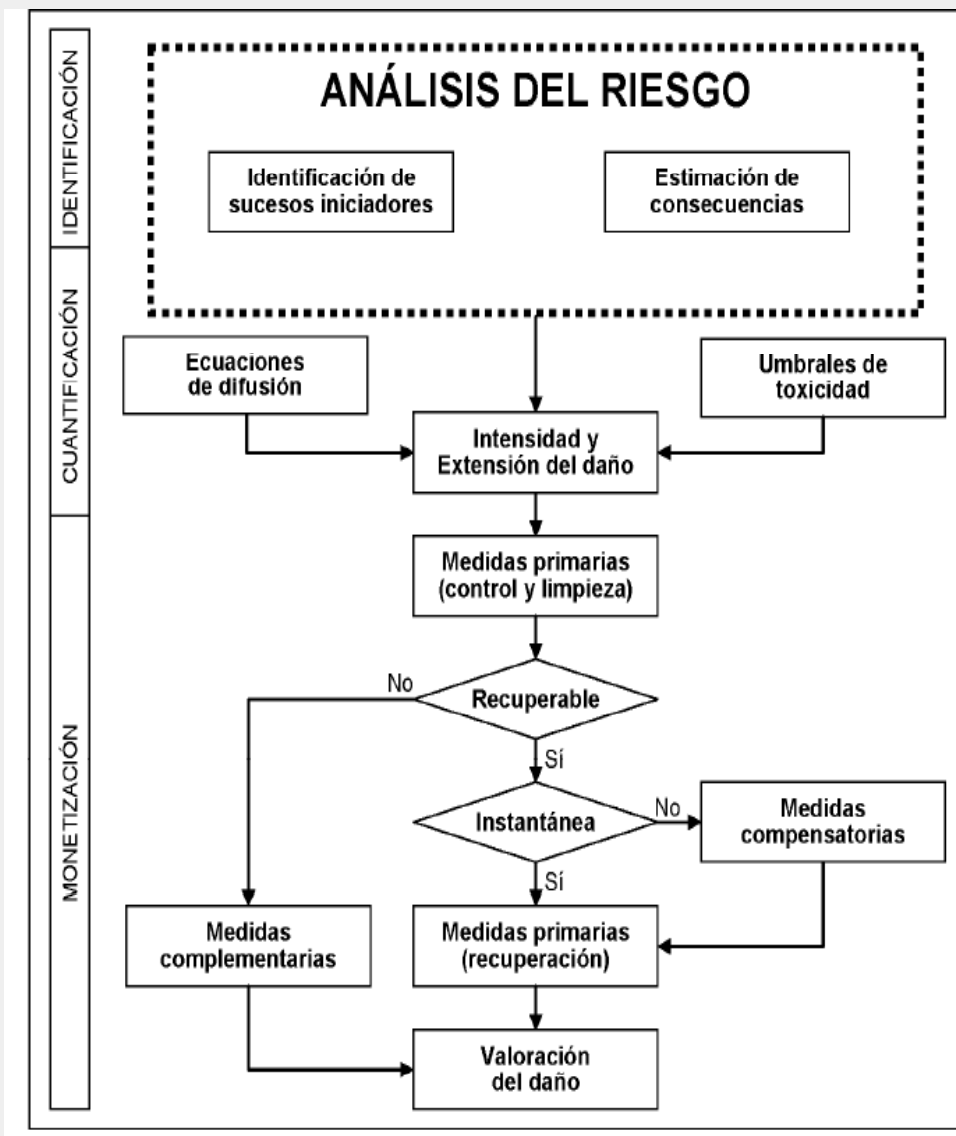 IDENTIFICACIÓN
ANÁLISIS DEL RIESGO
Identificación de
sucesos iniciadores
Estimación de
consecuencias
CUANTIFICACIÓN
Ecuaciones
de difusión
Umbrales de
toxicidad
Intensidad y
Extensión del daño
MONETIZACIÓN
Medidas primarias
(control y limpieza)
No
Recuperable
Sí
Instantánea
No
Medidas
compensatorias
Sí
Medidas
complementarias
Medidas primarias
(recuperación)
Valoración
del daño